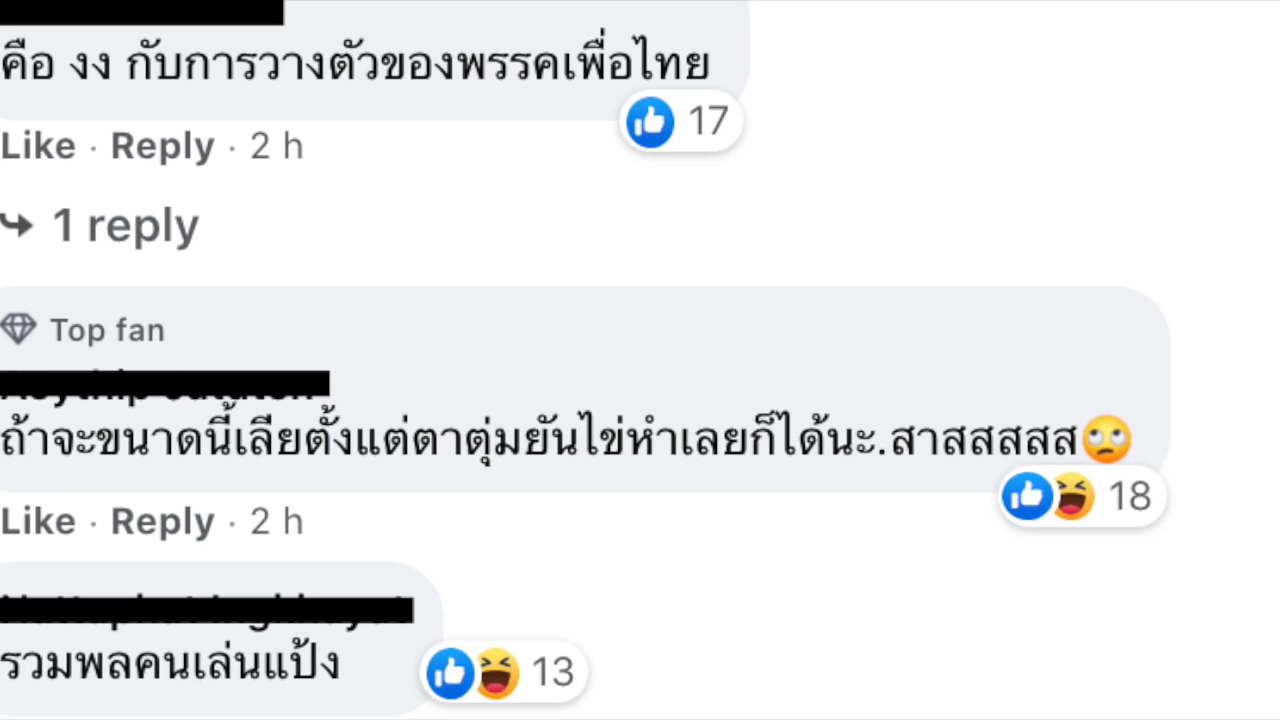 คือ งง กับการวางตัวของพรรคเพื่อไทย
17
Like · Reply · 2 h
1 reply
Top fan
ถ้าจะขนาดนี้เลียตั้งแต่ตาตุ่มยันไข่หำเลยก็ได้นะ.สาสสสสส🙄
18
Like · Reply · 2 h
รวมพลคนเล่นแป้ง
13